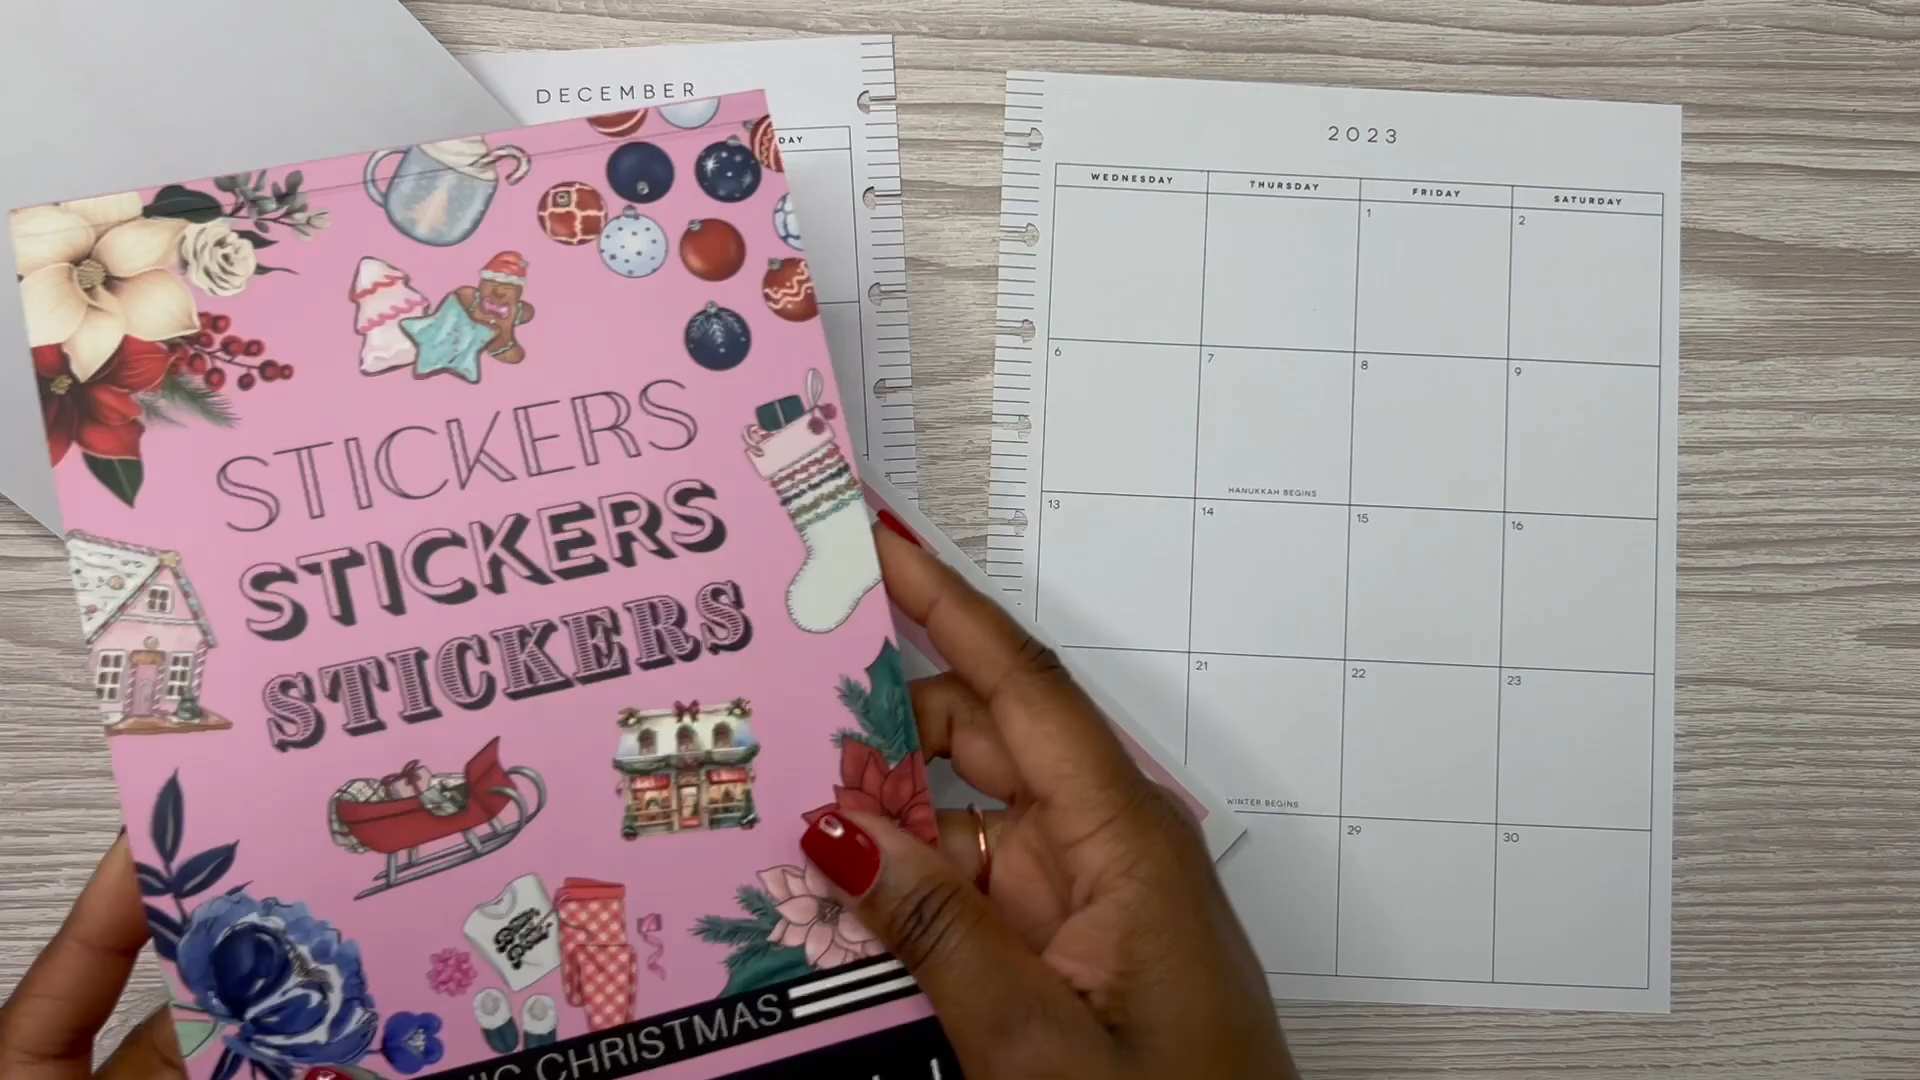 DECEMBER
DAY
STICKERS
STICKERS
STICKERS
CHRISTMAS
2023
WEDNESDAY THURSDAY FRIDAY SATURDAY
1 2
6 7 8 9
HANUKKAH BEGINS
13 14 15 16
21 22 23
WINTER BEGINS
29 30